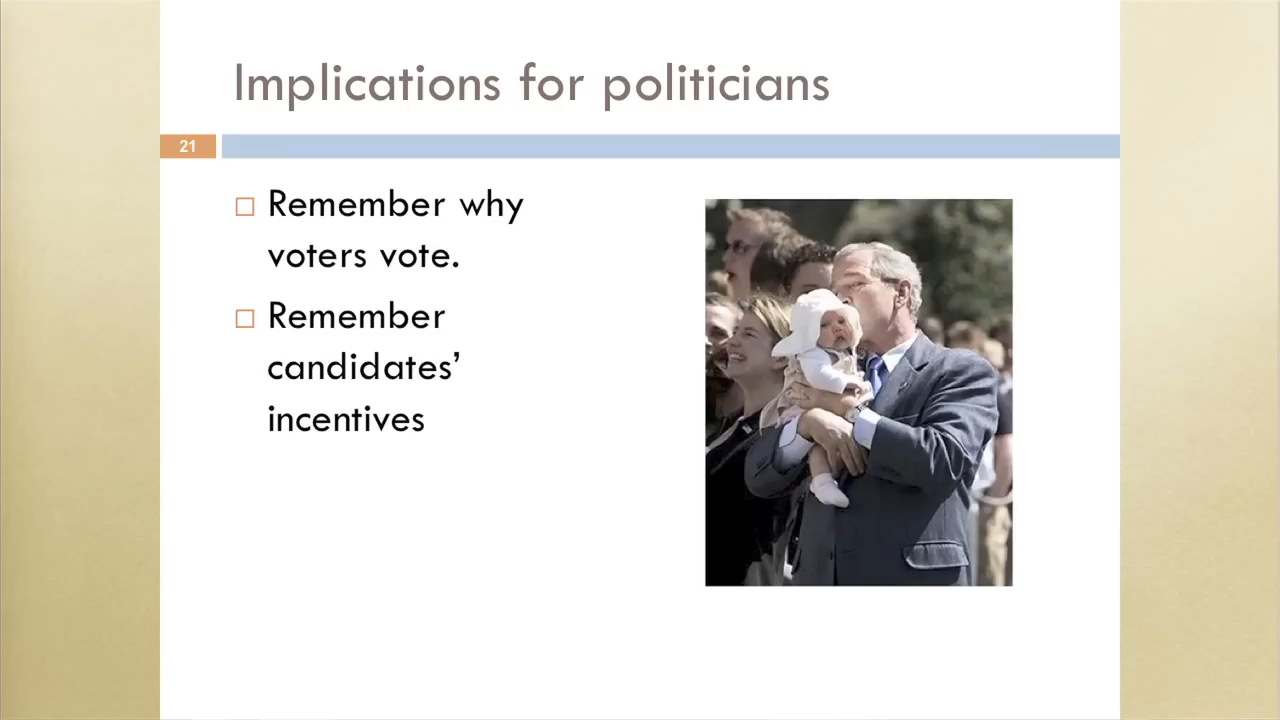 Implications for politicians
21
Remember why
voters vote.
Remember
candidates’
incentives